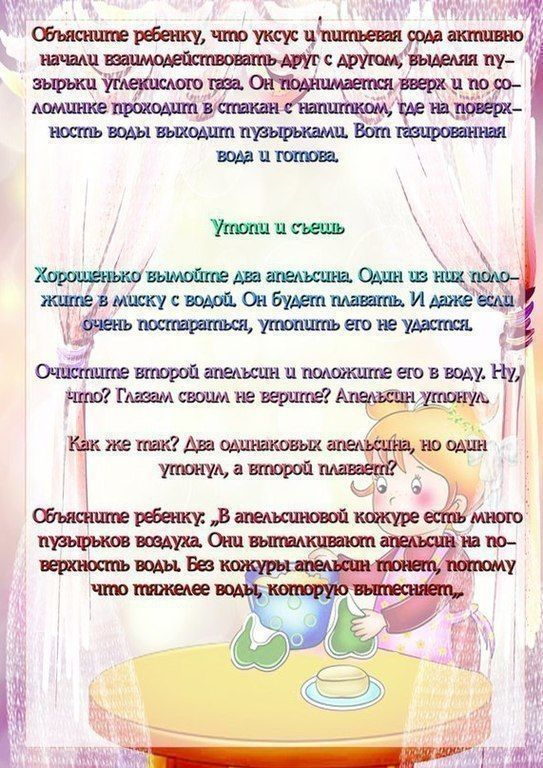 Объясните ребенку, что уксус и питьевая сода активно
начали взаимодействовать друг с другом, выделяя пу-
зырьки углекислого газа. Он поднимается вверх и по со-
ломинке проходит в стакан с напитком, где на поверх-
ность воды выходит пузырьками. Вот газированная
вода и готова.
Утопи и съешь
Хорошенько вымойте два апельсина. Один из них поло-
жите в миску с водой. Он будет плавать. И даже если
очень постараться, утопить его не удастся.
Очистите второй апельсин и положите его в воду. Ну,
что? Глазам своим не верите? Апельсин утонул.
Как же так? Два одинаковых апельсина, но один
утонул, а второй плавает?
Объясните ребенку: „В апельсиновой кожуре есть много
пузырьков воздуха. Они выталкивают апельсин на по-
верхность воды. Без кожуры апельсин тонет, потому
что тяжелее воды, которую вытесняет„.